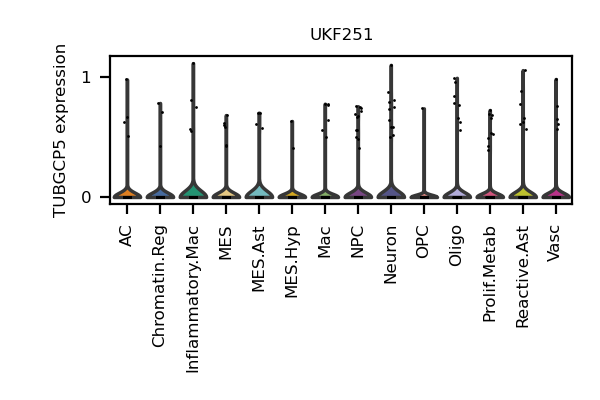 UKF251
TUBGCP5 expression
1
0
AC
Chromatin.Reg
Inflammatory.Mac
MES
MES.Ast
MES.Hyp
Mac
NPC
Neuron
OPC
Oligo
Prolif.Metab
Reactive.Ast
Vasc